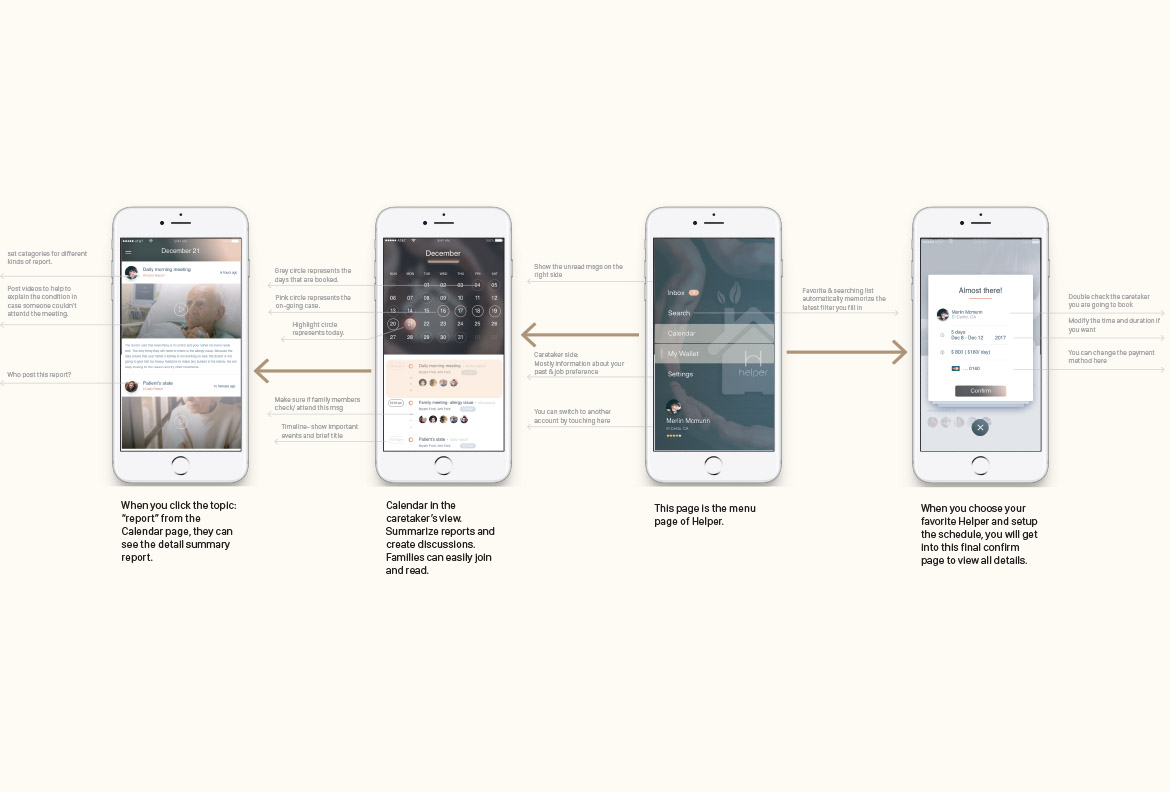 set catagories for different
kinds of report.
Post videos to help to
explain the condition in
case someone couldn't
attentd the meeting.
Who post this report?
December 21
Daily morning meeting
Patient's state
When you click the topic:
“report” from the
Calendar page, they can
see the detail summary
report.
Grey circle represents the
days that are booked.
Pink circle represents the
on-going case.
Highlight circle
represents today.
Make sure if family members
check/ attend this msg
Timeline- show important
events and brief title
December
SUN MON TUE WED THU FRI SAT
01 02 03 04 05
06 07 08 09 10 11 12
13 14 15 16 17 18 19
20 22 23 24 25 26
27 28 29 30 31
Daily morning meeting
Family meeting- allergy issue
Patient's state
Calendar in the
caretaker's view.
Summarize reports and
create discussions.
Families can easily join
and read.
Show the unread msgs on the
right side
Caretaker side:
Mostly information about your
past & job preference
You can switch to another
account by touching here
Inbox
Search
Calendar
My Wallet
Settings
helper
Merlin Mcmunn
El Cerrito, CA
This page is the menu
page of Helper.
Favorite & searching list
automatically memorize the
latest filter you fill in
Almost there!
Merlin Mcmunn
El Cerrito, CA
5 days
Dec 8 - Dec 12 2017
$ 800 ( $180/ day)
.... 0160
Confirm
When you choose your
favorite Helper and setup
the schedule, you will get
into this final confirm
page to view all details.
Double check the caretaker
you are going to book
Modify the time and duration if
you want
You can change the payment
method here